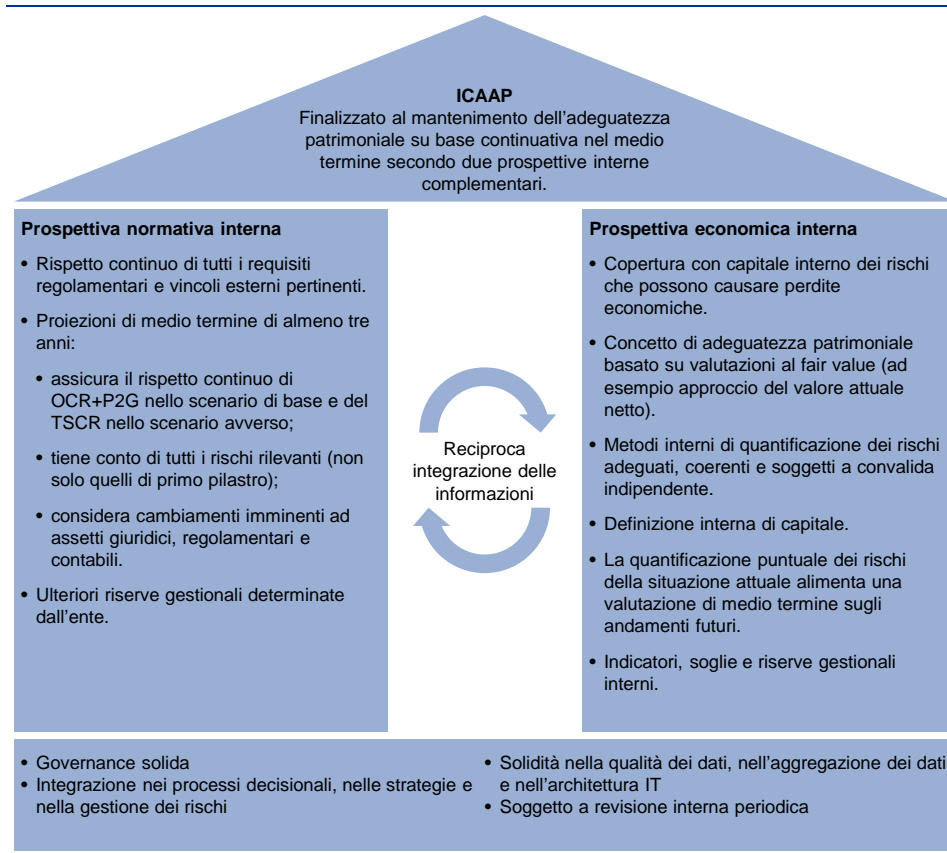 ICAAP
Finalizzato al mantenimento dell'adeguatezza
patrimoniale su base continuativa nel medio
termine secondo due prospettive interne
complementari.
Prospettiva normativa interna
• Rispetto continuo di tutti i requisiti
regolamentari e vincoli esterni pertinenti.
• Proiezioni di medio termine di almeno tre
anni:
• assicura il rispetto continuo di
OCR+P2G nello scenario di base e del
TSCR nello scenario avverso;
• tiene conto di tutti i rischi rilevanti (non
solo quelli di primo pilastro);
• considera cambiamenti imminenti ad
assetti giuridici, regolamentari e
contabili.
• Ulteriori riserve gestionali determinate
dall'ente.
Reciproca
integrazione delle
informazioni
Prospettiva economica interna
• Copertura con capitale interno dei rischi
che possono causare perdite
economiche.
• Concetto di adeguatezza patrimoniale
basato su valutazioni al fair value (ad
esempio approccio del valore attuale
netto).
• Metodi interni di quantificazione dei rischi
adeguati, coerenti e soggetti a convalida
indipendente.
• Definizione interna di capitale.
• La quantificazione puntuale dei rischi
della situazione attuale alimenta una
valutazione di medio termine sugli
andamenti futuri.
• Indicatori, soglie e riserve gestionali
interni.
• Governance solida
• Integrazione nei processi decisionali, nelle strategie e
nella gestione dei rischi
• Solidità nella qualità dei dati, nell'aggregazione dei dati
e nell'architettura IT
• Soggetto a revisione interna periodica